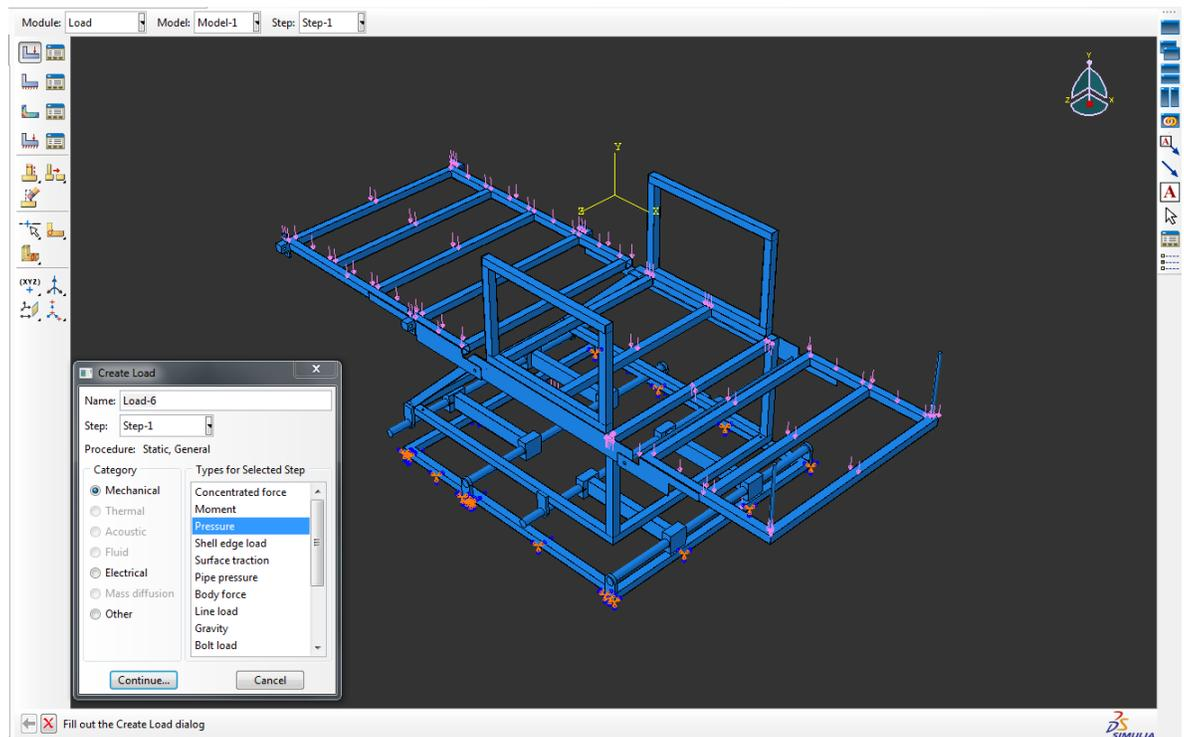 Module: Load Model: Model-1 Step: Step-1
Y
Z X
Y
Z X
(XYZ)
A
A
Create Load
X
Name: Load-6
Step: Step-1
Procedure: Static, General
Category Types for Selected Step
Mechanical
Thermal
Acoustic
Fluid
Electrical
Mass diffusion
Other
Concentrated force
Moment
Pressure
Shell edge load
Surface traction
Pipe pressure
Body force
Line load
Gravity
Bolt load
Continue... Cancel
X Fill out the Create Load dialog
DS
SIMULIA